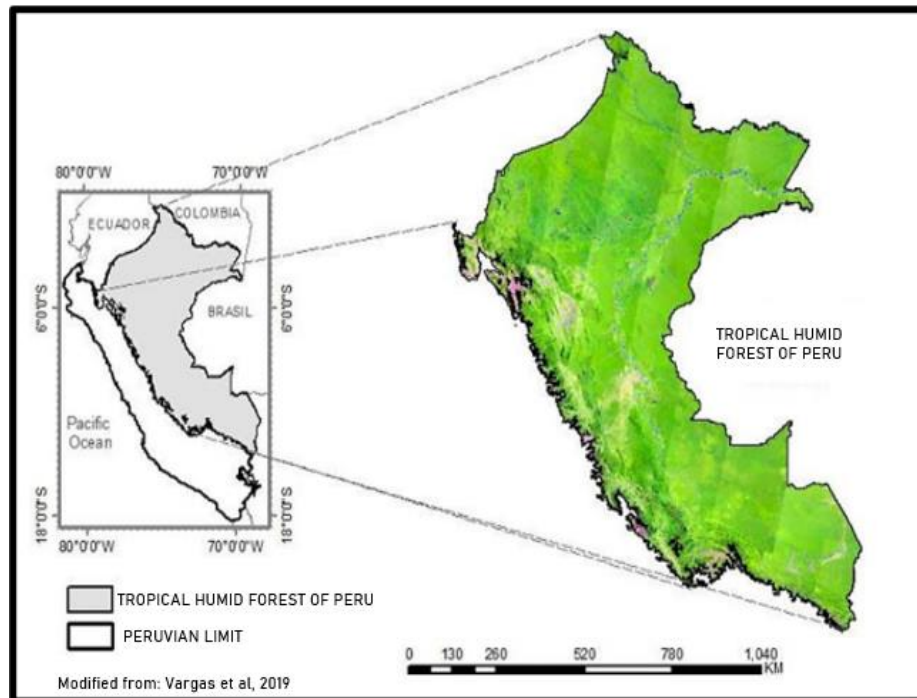 80°0'0"W
70°0'0"W
ECUADOR
COLOMBIA
6°0'0"S
6°0'0"S
BRASIL
Pacific
Ocean
18°0'0"S
18°0'0"S
80°0'0"W
70°0'0"W
TROPICAL HUMID
FOREST OF PERU
TROPICAL HUMID FOREST OF PERU
PERUVIAN LIMIT
0 130 260 520 780 1,040
KM
Modified from: Vargas et al, 2019